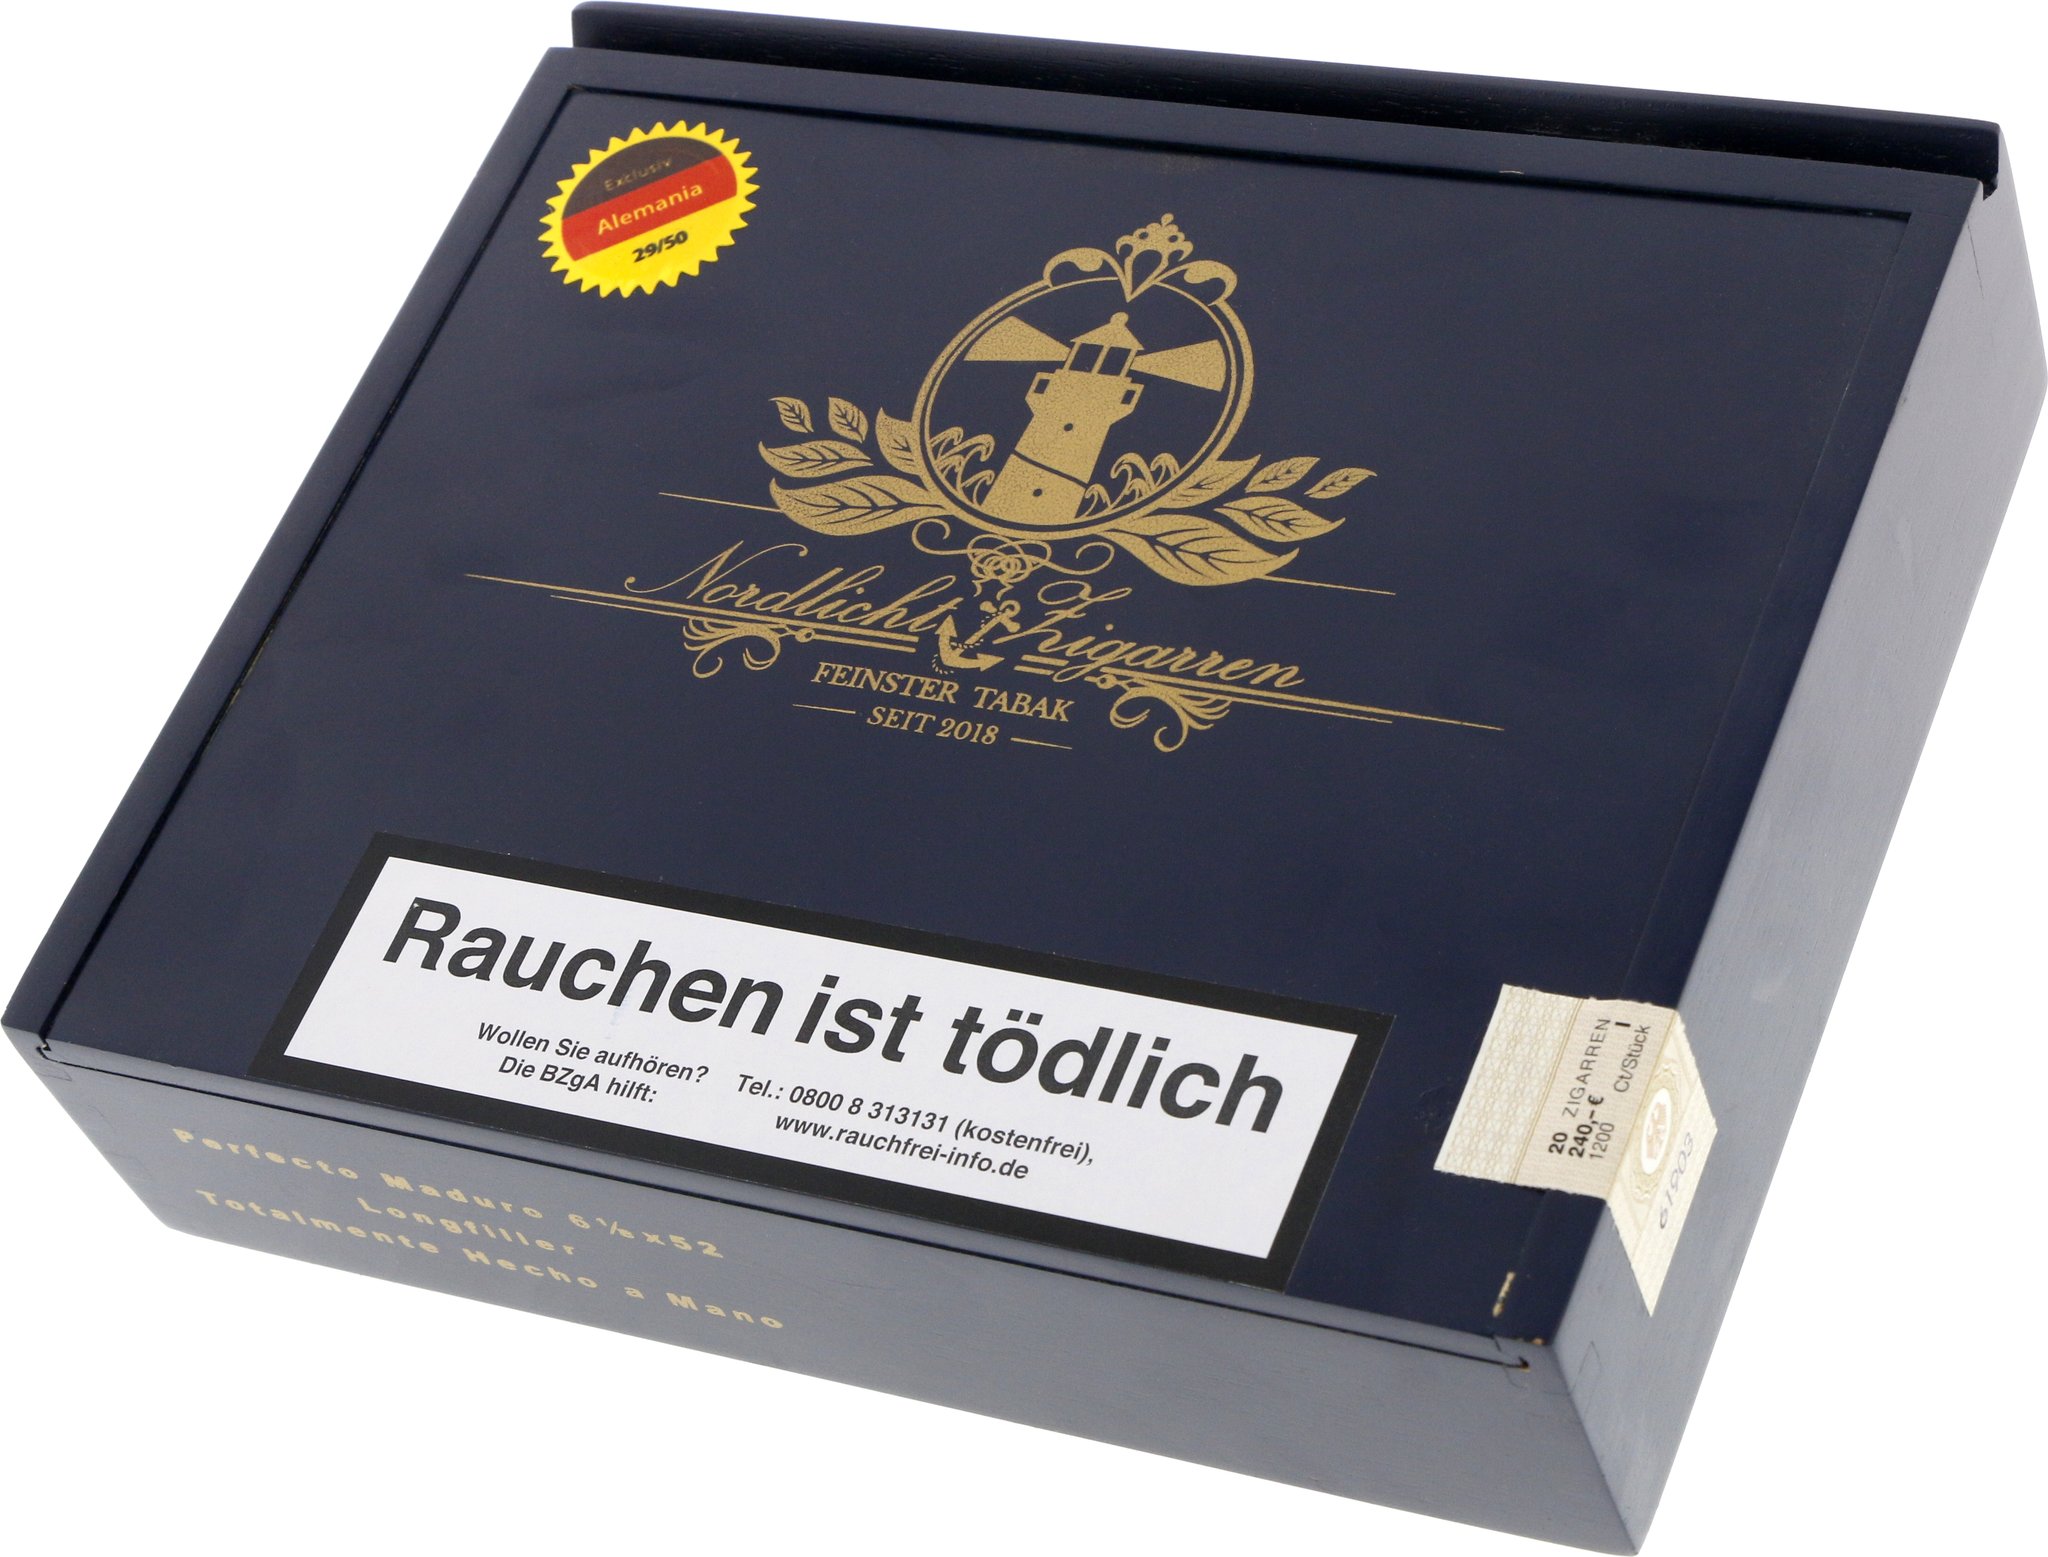 Exclusiv
Alemania
29/50
Nordlicht Zigarren
FEINSTER TABAK
SEIT 2018
Rauchen ist tödlich
Wollen Sie aufhören?
Die BZgA hilft:
Tel.: 0800 8 313131 (kostenfrei),
www.rauchfrei-info.de
20 ZIGARREN I
240,- € Ct/Stück
1200
61903
Perfecto Maduro 6⅛x52
Longfiller
Totalmente Hecho a Mano